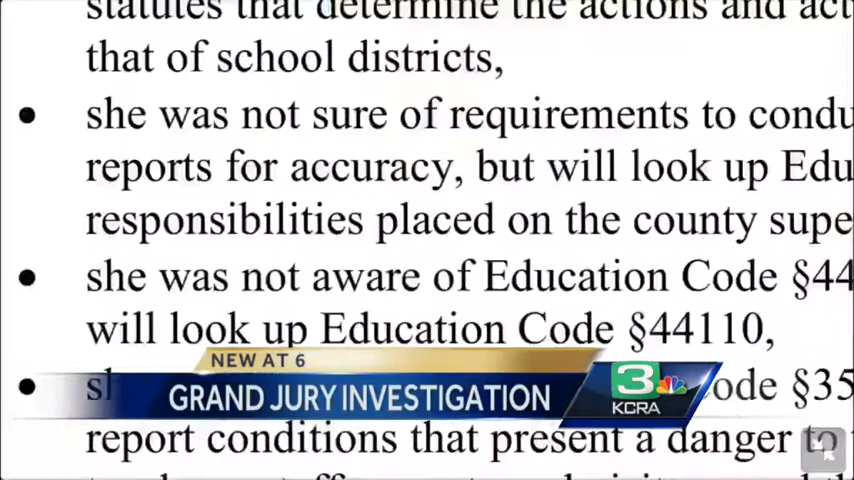 statutes that determine the actions and act
that of school districts,
• she was not sure of requirements to condu
reports for accuracy, but will look up Edu
responsibilities placed on the county supe
• she was not aware of Education Code §44
will look up Education Code §44110,
• ode §35
report conditions that present a danger to
NEW AT 6
GRAND JURY INVESTIGATION
3
KCRA